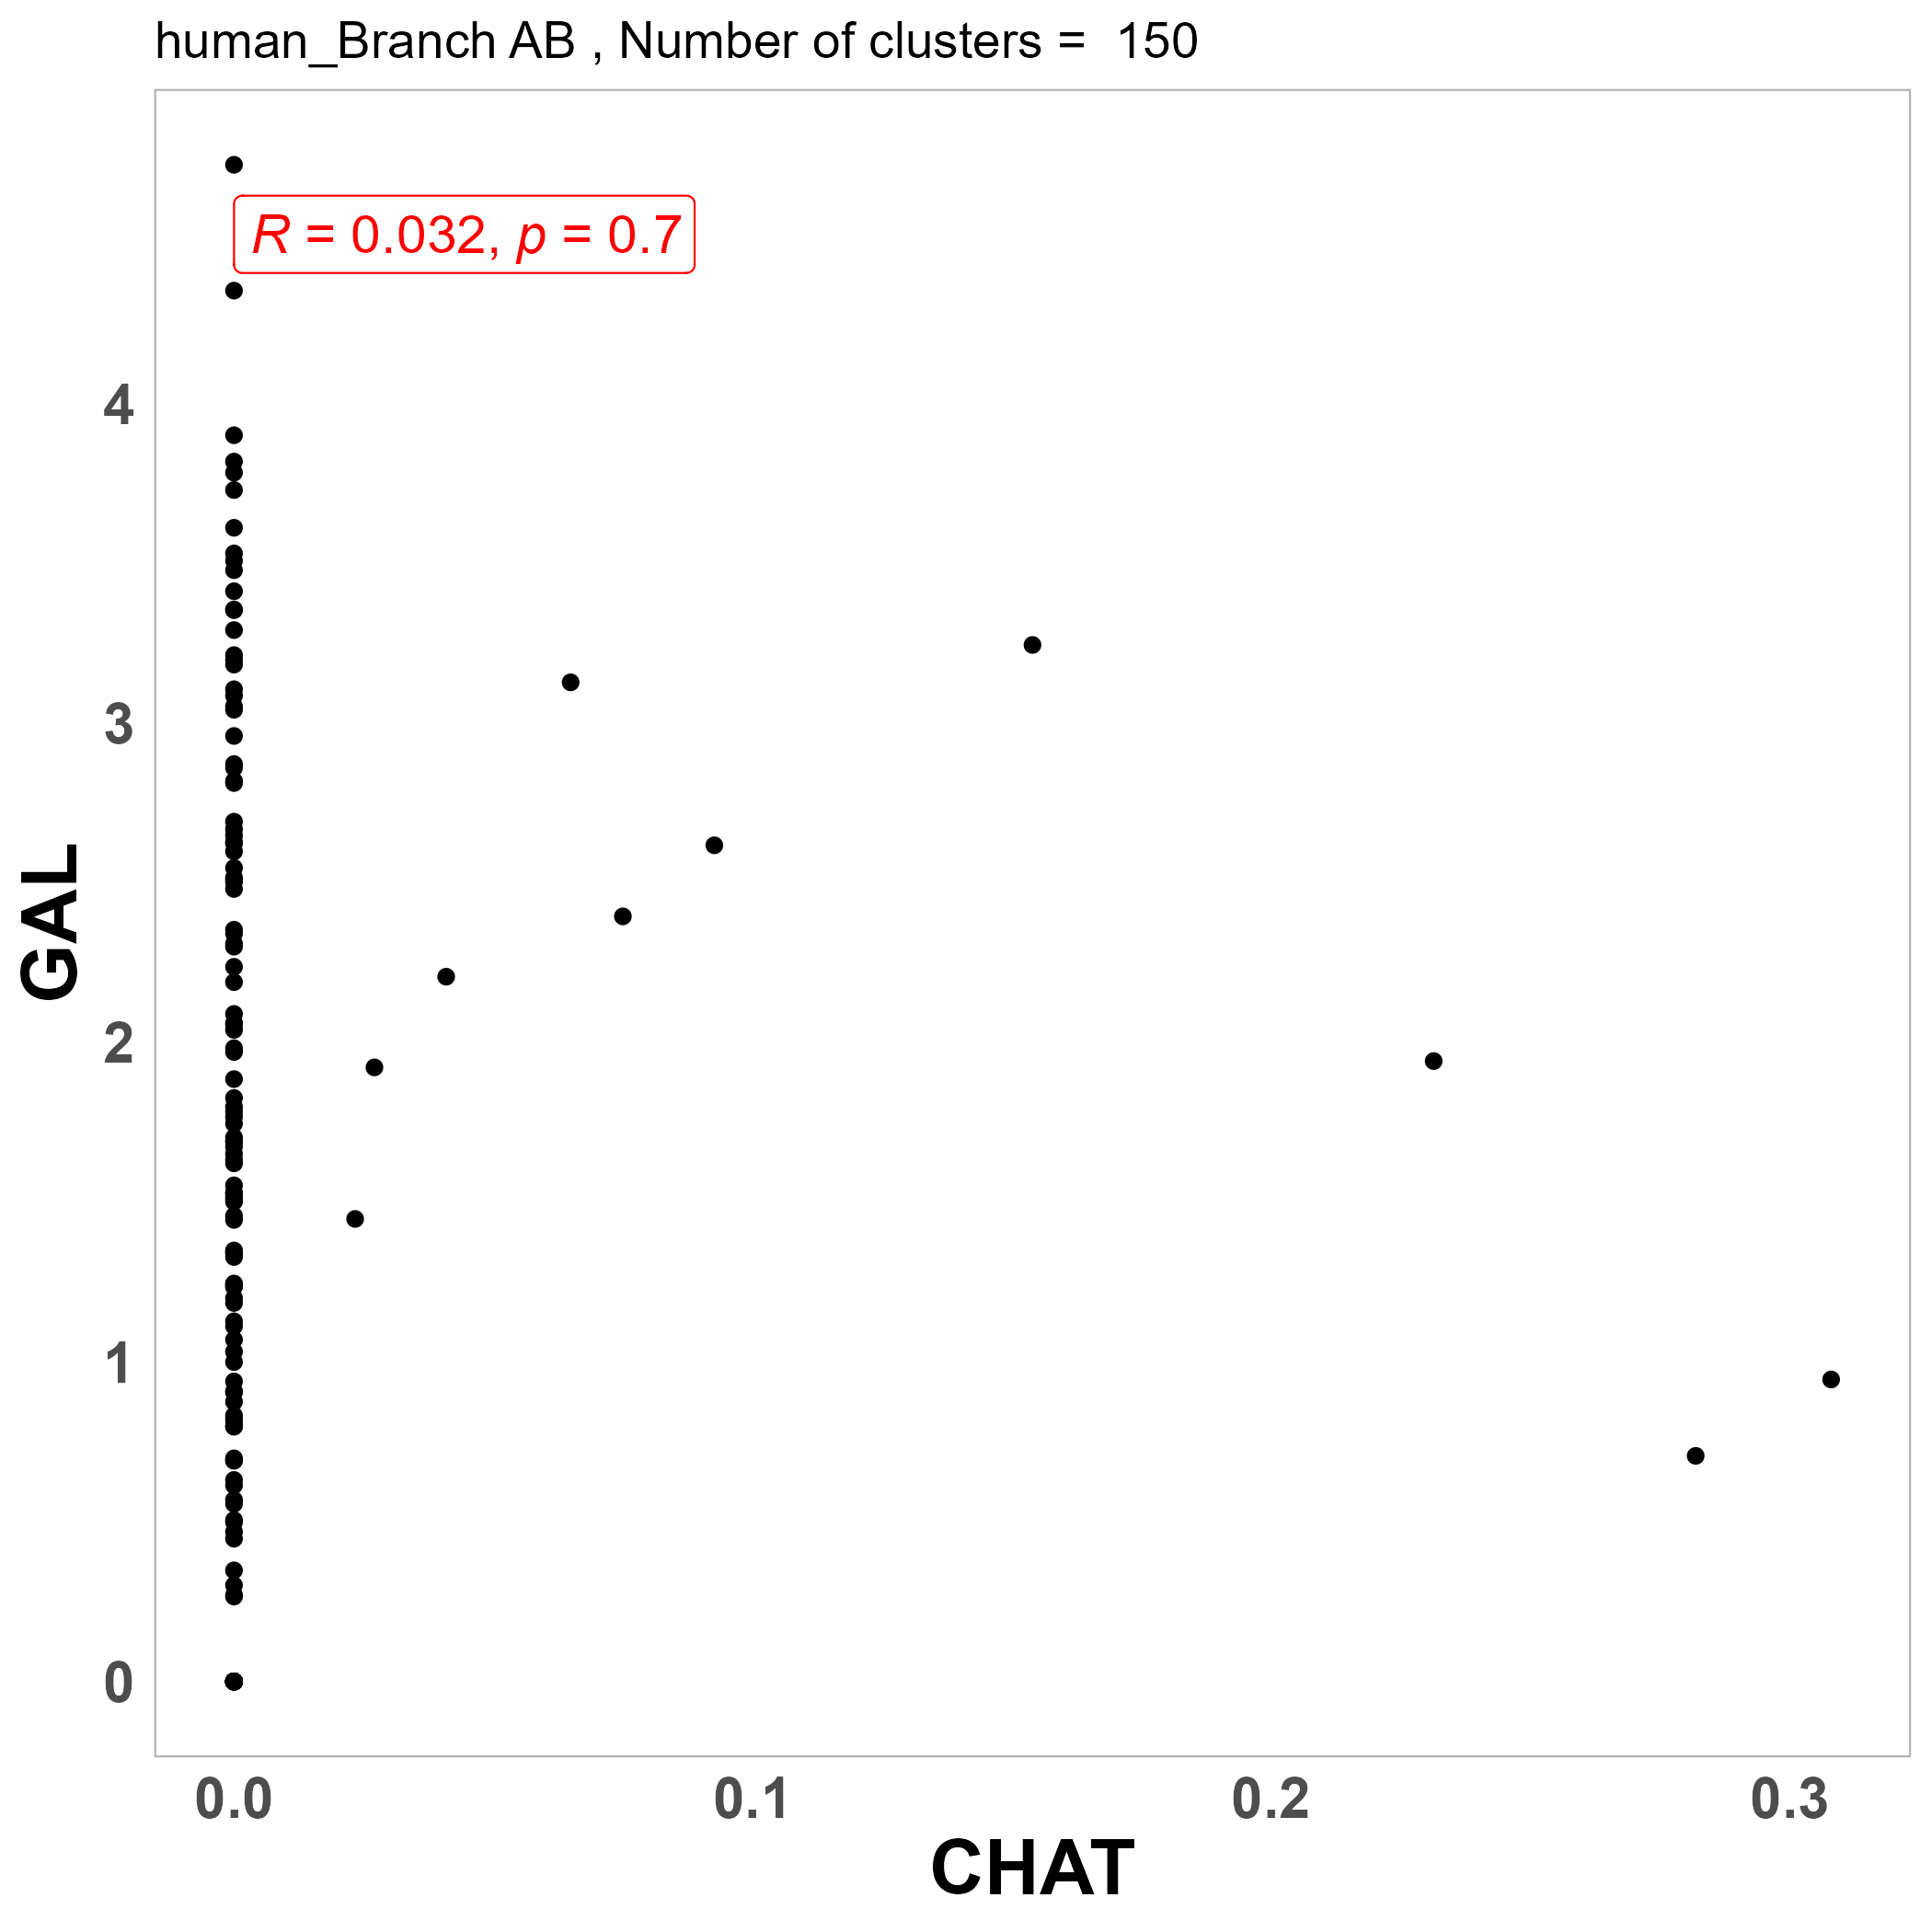 human_Branch AB , Number of clusters =  150
R = 0.032, p = 0.7
4
3
2
1
0
GAL
0.0 0.1 0.2 0.3
CHAT